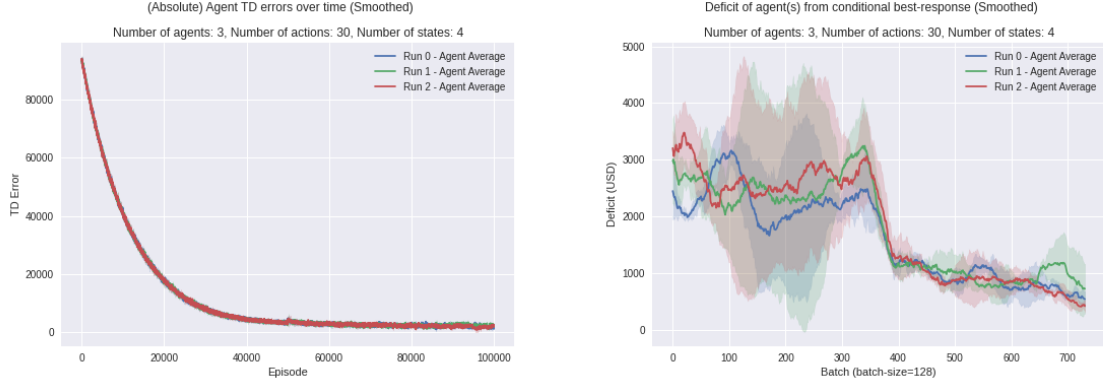 (Absolute) Agent TD errors over time (Smoothed)
Number of agents: 3, Number of actions: 30, Number of states: 4
Run 0 - Agent Average
Run 1 - Agent Average
Run 2 - Agent Average
80000
60000
40000
20000
0
TD Error
0
20000
40000
60000
80000
100000
Episode
Deficit of agent(s) from conditional best-response (Smoothed)
Number of agents: 3, Number of actions: 30, Number of states: 4
Run 0 - Agent Average
Run 1 - Agent Average
Run 2 - Agent Average
5000
4000
3000
2000
1000
0
Deficit (USD)
0
100
200
300
400
500
600
700
Batch (batch-size=128)